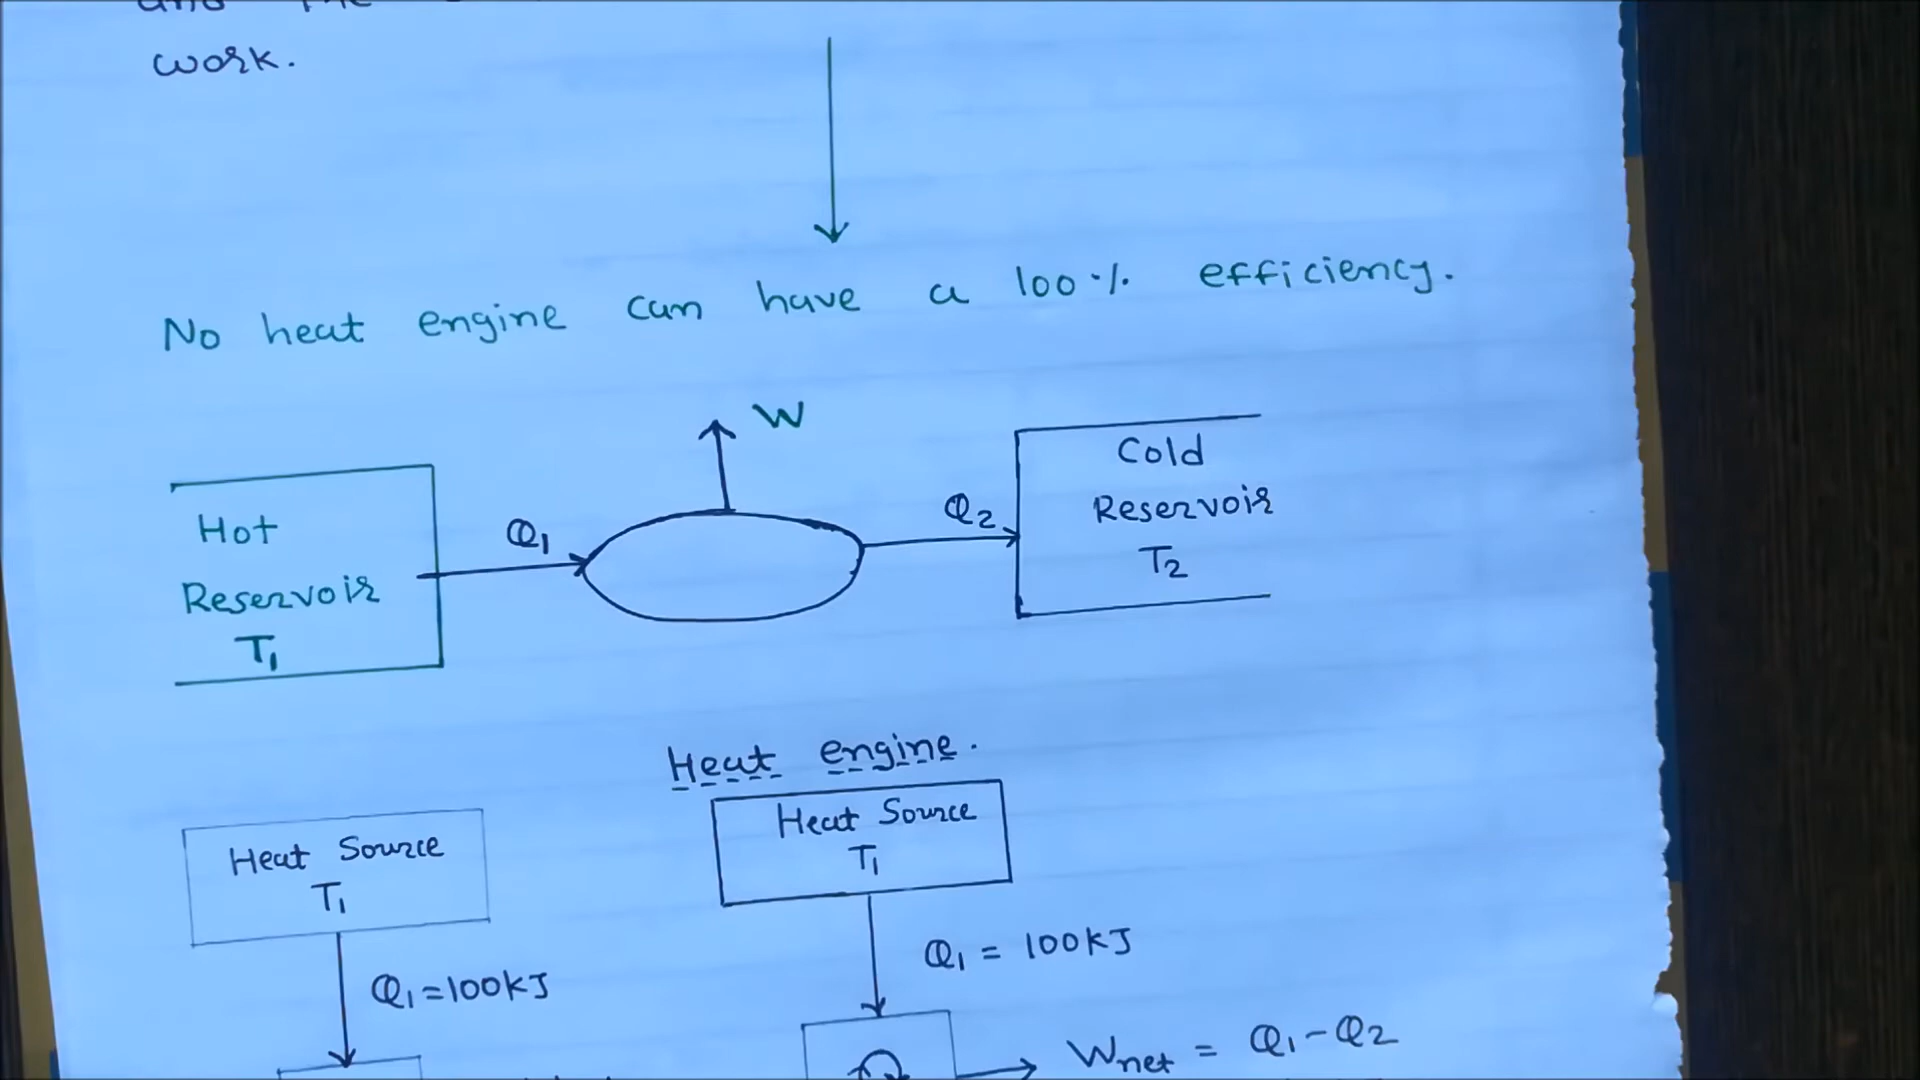 work.
No heat engine can have a 100% efficiency.
W
Hot
Reservoir
T1
Q1
Q2
Cold
Reservoir
T2
Heat engine.
Heat Source
T1
Q1=100kJ
Heat Source
T1
Q1 = 100kJ
Wnet = Q1-Q2